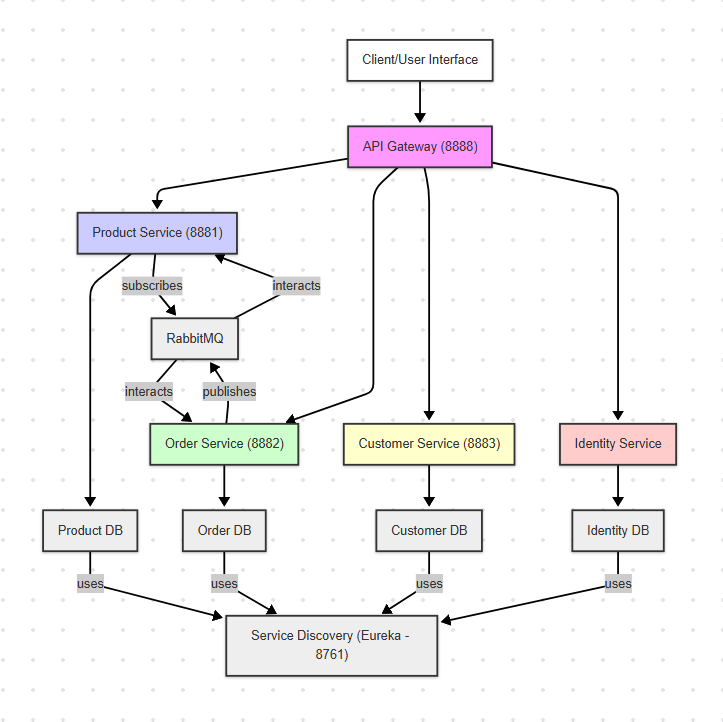 Client/User Interface
API Gateway (8888)
Product Service (8881)
subscribes
interacts
RabbitMQ
interacts
publishes
Order Service (8882)
Customer Service (8883)
Identity Service
Product DB
Order DB
Customer DB
Identity DB
uses
uses
uses
uses
Service Discovery (Eureka -
8761)